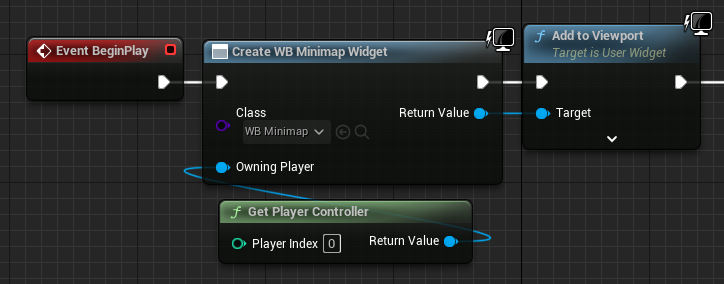 Event BeginPlay
Create WB Minimap Widget
Class
WB Minimap
Return Value
Owning Player
f Add to Viewport
Target is User Widget
Target
f Get Player Controller
Player Index 0
Return Value